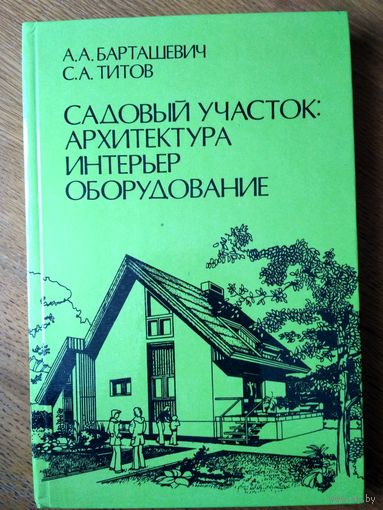 А.А.БАРТАШЕВИЧ
С.А.ТИТОВ
САДОВЫЙ УЧАСТОК:
АРХИТЕКТУРА
ИНТЕРЬЕР
ОБОРУДОВАНИЕ